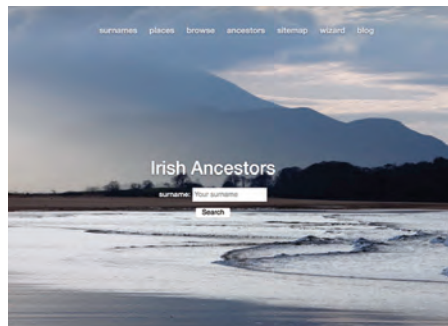 surnames places browse ancestors sitemap wizard blog
Irish Ancestors
surname: Your surname
Search